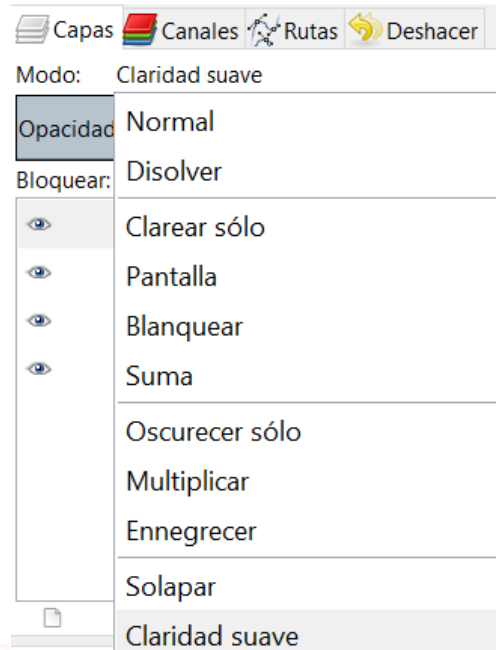 Capas Canales Rutas Deshacer
Modo: Claridad suave
Opacidad
Normal
Disolver
Bloquear:
Clarear sólo
Pantalla
Blanquear
Suma
Oscurecer sólo
Multiplicar
Ennegrecer
Solapar
Claridad suave